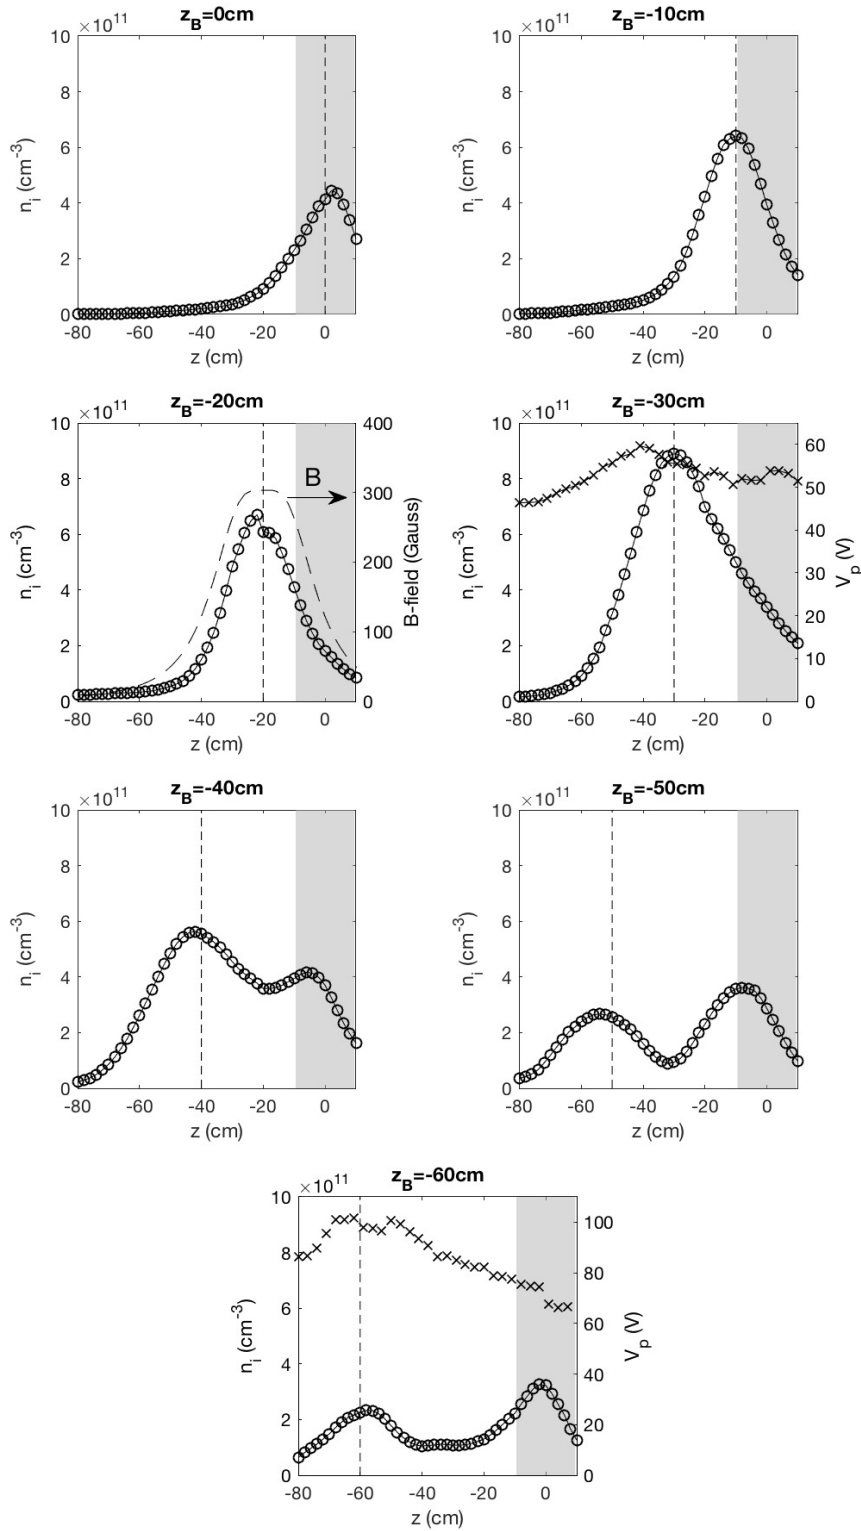 z_B=0cm
×10^11
10
8
6
4
2
0
n_i (cm^-3)
-80 -60 -40 -20 0
z (cm)
z_B=-10cm
×10^11
10
8
6
4
2
0
n_i (cm^-3)
-80 -60 -40 -20 0
z (cm)
z_B=-20cm
×10^11
10
8
6
4
2
0
n_i (cm^-3)
B
400
300
200
100
0
B-field (Gauss)
-80 -60 -40 -20 0
z (cm)
z_B=-30cm
×10^11
10
8
6
4
2
0
n_i (cm^-3)
60
50
40
30
20
10
0
V_p (V)
-80 -60 -40 -20 0
z (cm)
z_B=-40cm
×10^11
10
8
6
4
2
0
n_i (cm^-3)
-80 -60 -40 -20 0
z (cm)
z_B=-50cm
×10^11
10
8
6
4
2
0
n_i (cm^-3)
-80 -60 -40 -20 0
z (cm)
z_B=-60cm
×10^11
10
8
6
4
2
0
n_i (cm^-3)
100
80
60
40
20
0
V_p (V)
-80 -60 -40 -20 0
z (cm)